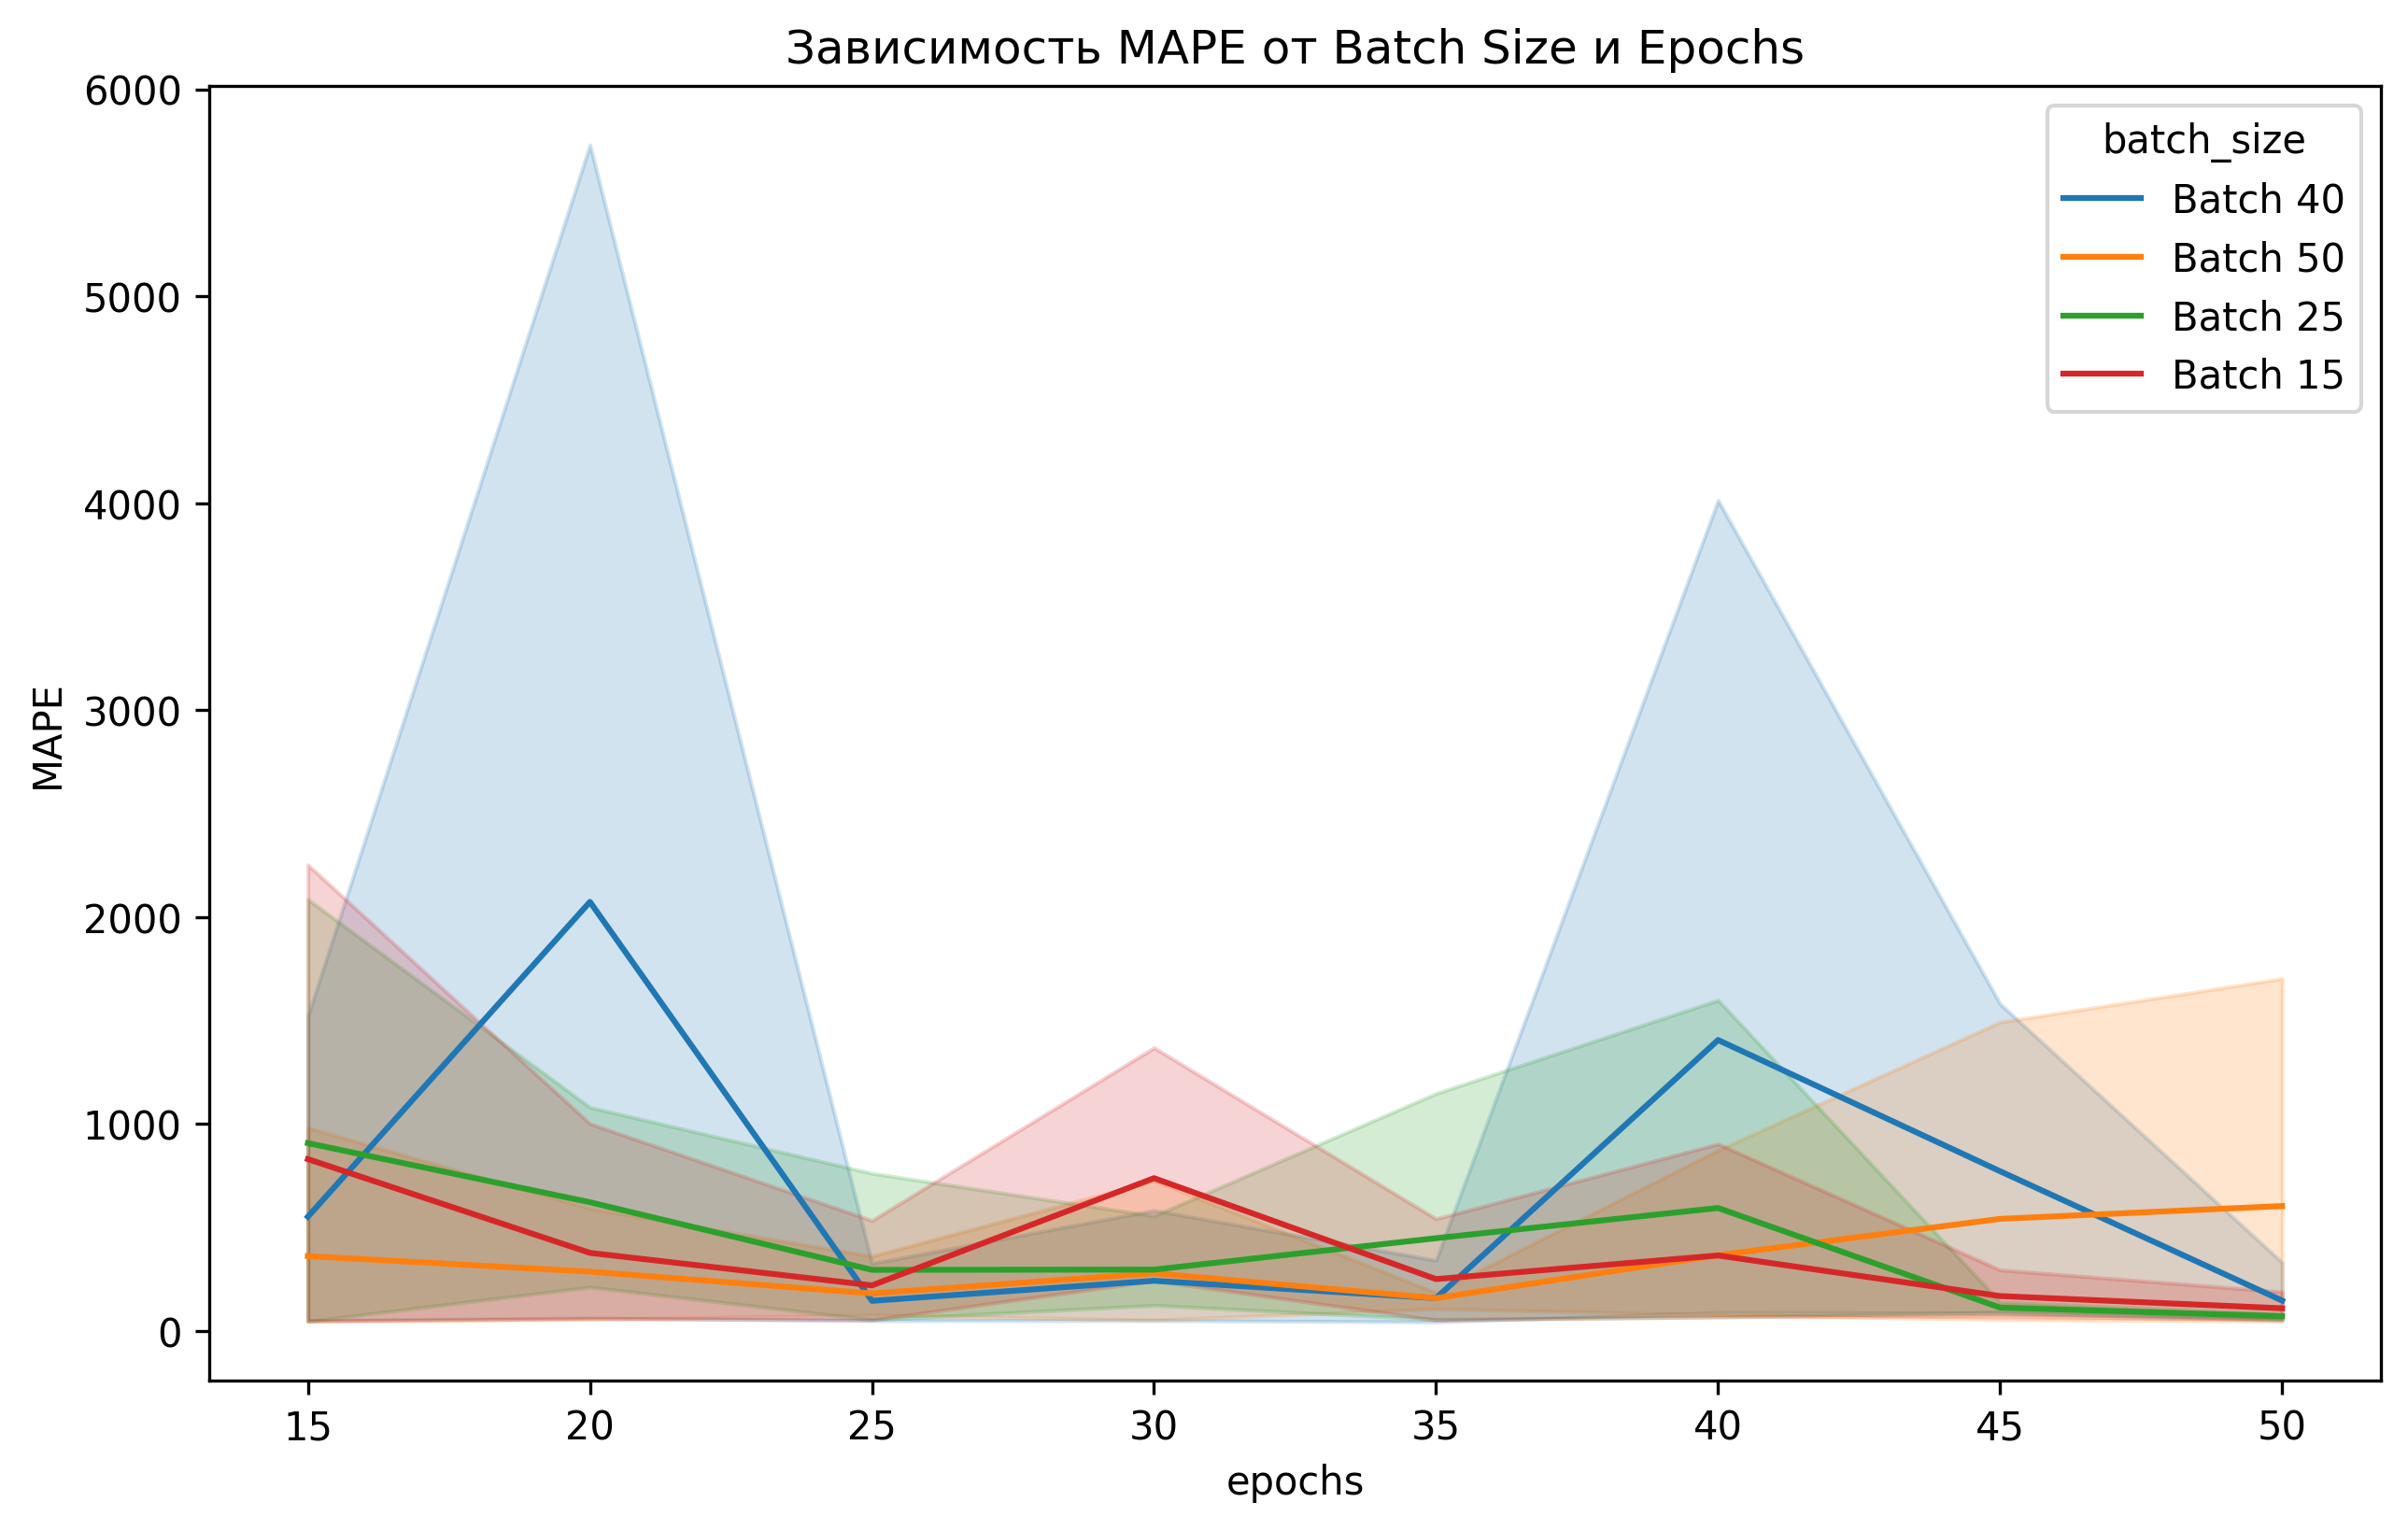 Зависимость MAPE от Batch Size и Epochs
6000
5000
4000
3000
2000
1000
0
MAPE
batch_size
Batch 40
Batch 50
Batch 25
Batch 15
15 20 25 30 35 40 45 50
epochs